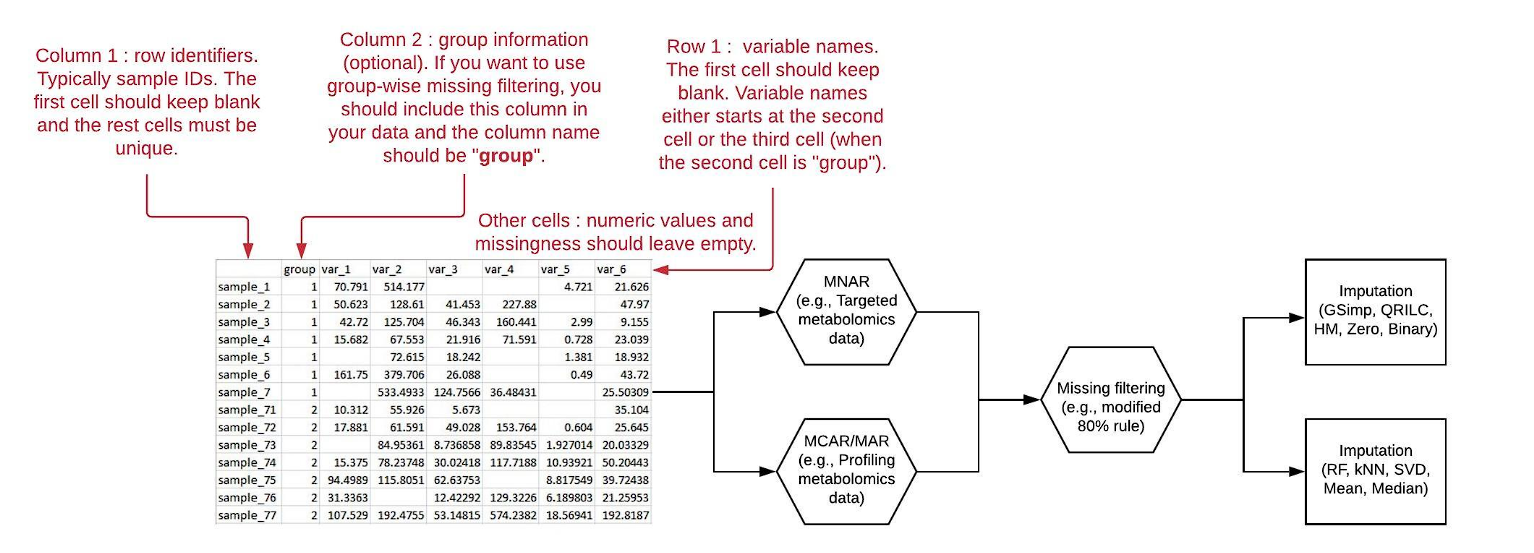 Column 1 : row identifiers.
Typically sample IDs. The
first cell should keep blank
and the rest cells must be
unique.
Column 2 : group information
(optional). If you want to use
group-wise missing filtering, you
should include this column in
your data and the column name
should be "group".
Row 1 :  variable names.
The first cell should keep
blank. Variable names
either starts at the second
cell or the third cell (when
the second cell is "group").
Other cells : numeric values and
missingness should leave empty.
group var_1 var_2 var_3 var_4 var_5 var_6
sample_1 1 70.791 514.177 4.721 21.626
sample_2 1 50.623 128.61 41.453 227.88 47.97
sample_3 1 42.72 125.704 46.343 160.441 2.99 9.155
sample_4 1 15.682 67.553 21.916 71.591 0.728 23.039
sample_5 1 72.615 18.242 1.381 18.932
sample_6 1 161.75 379.706 26.088 0.49 43.72
sample_7 1 533.4933 124.7566 36.48431 25.50309
sample_71 2 10.312 55.926 5.673 35.104
sample_72 2 17.881 61.591 49.028 153.764 0.604 25.645
sample_73 2 84.95361 8.736858 89.83545 1.927014 20.03329
sample_74 2 15.375 78.23748 30.02418 117.7188 10.93921 50.20443
sample_75 2 94.4989 115.8051 62.63753 8.817549 39.72438
sample_76 2 31.3363 12.42292 129.3226 6.189803 21.25953
sample_77 2 107.529 192.4755 53.14815 574.2382 18.56941 192.8187
MNAR
(e.g., Targeted
metabolomics
data)
MCAR/MAR
(e.g., Profiling
metabolomics
data)
Missing filtering
(e.g., modified
80% rule)
Imputation
(GSimp, QRILC,
HM, Zero, Binary)
Imputation
(RF, kNN, SVD,
Mean, Median)